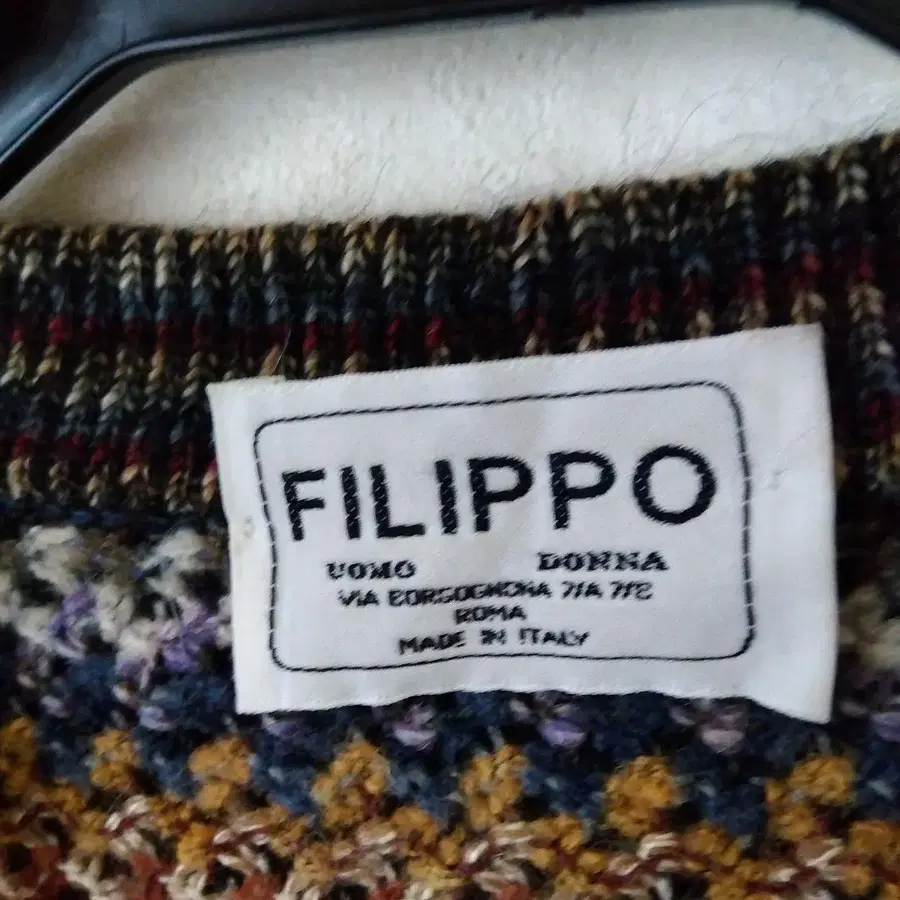 FILIPPO
UOMO DONNA
VIA BORGOGNONA 7/A 7/B
ROMA
MADE IN ITALY